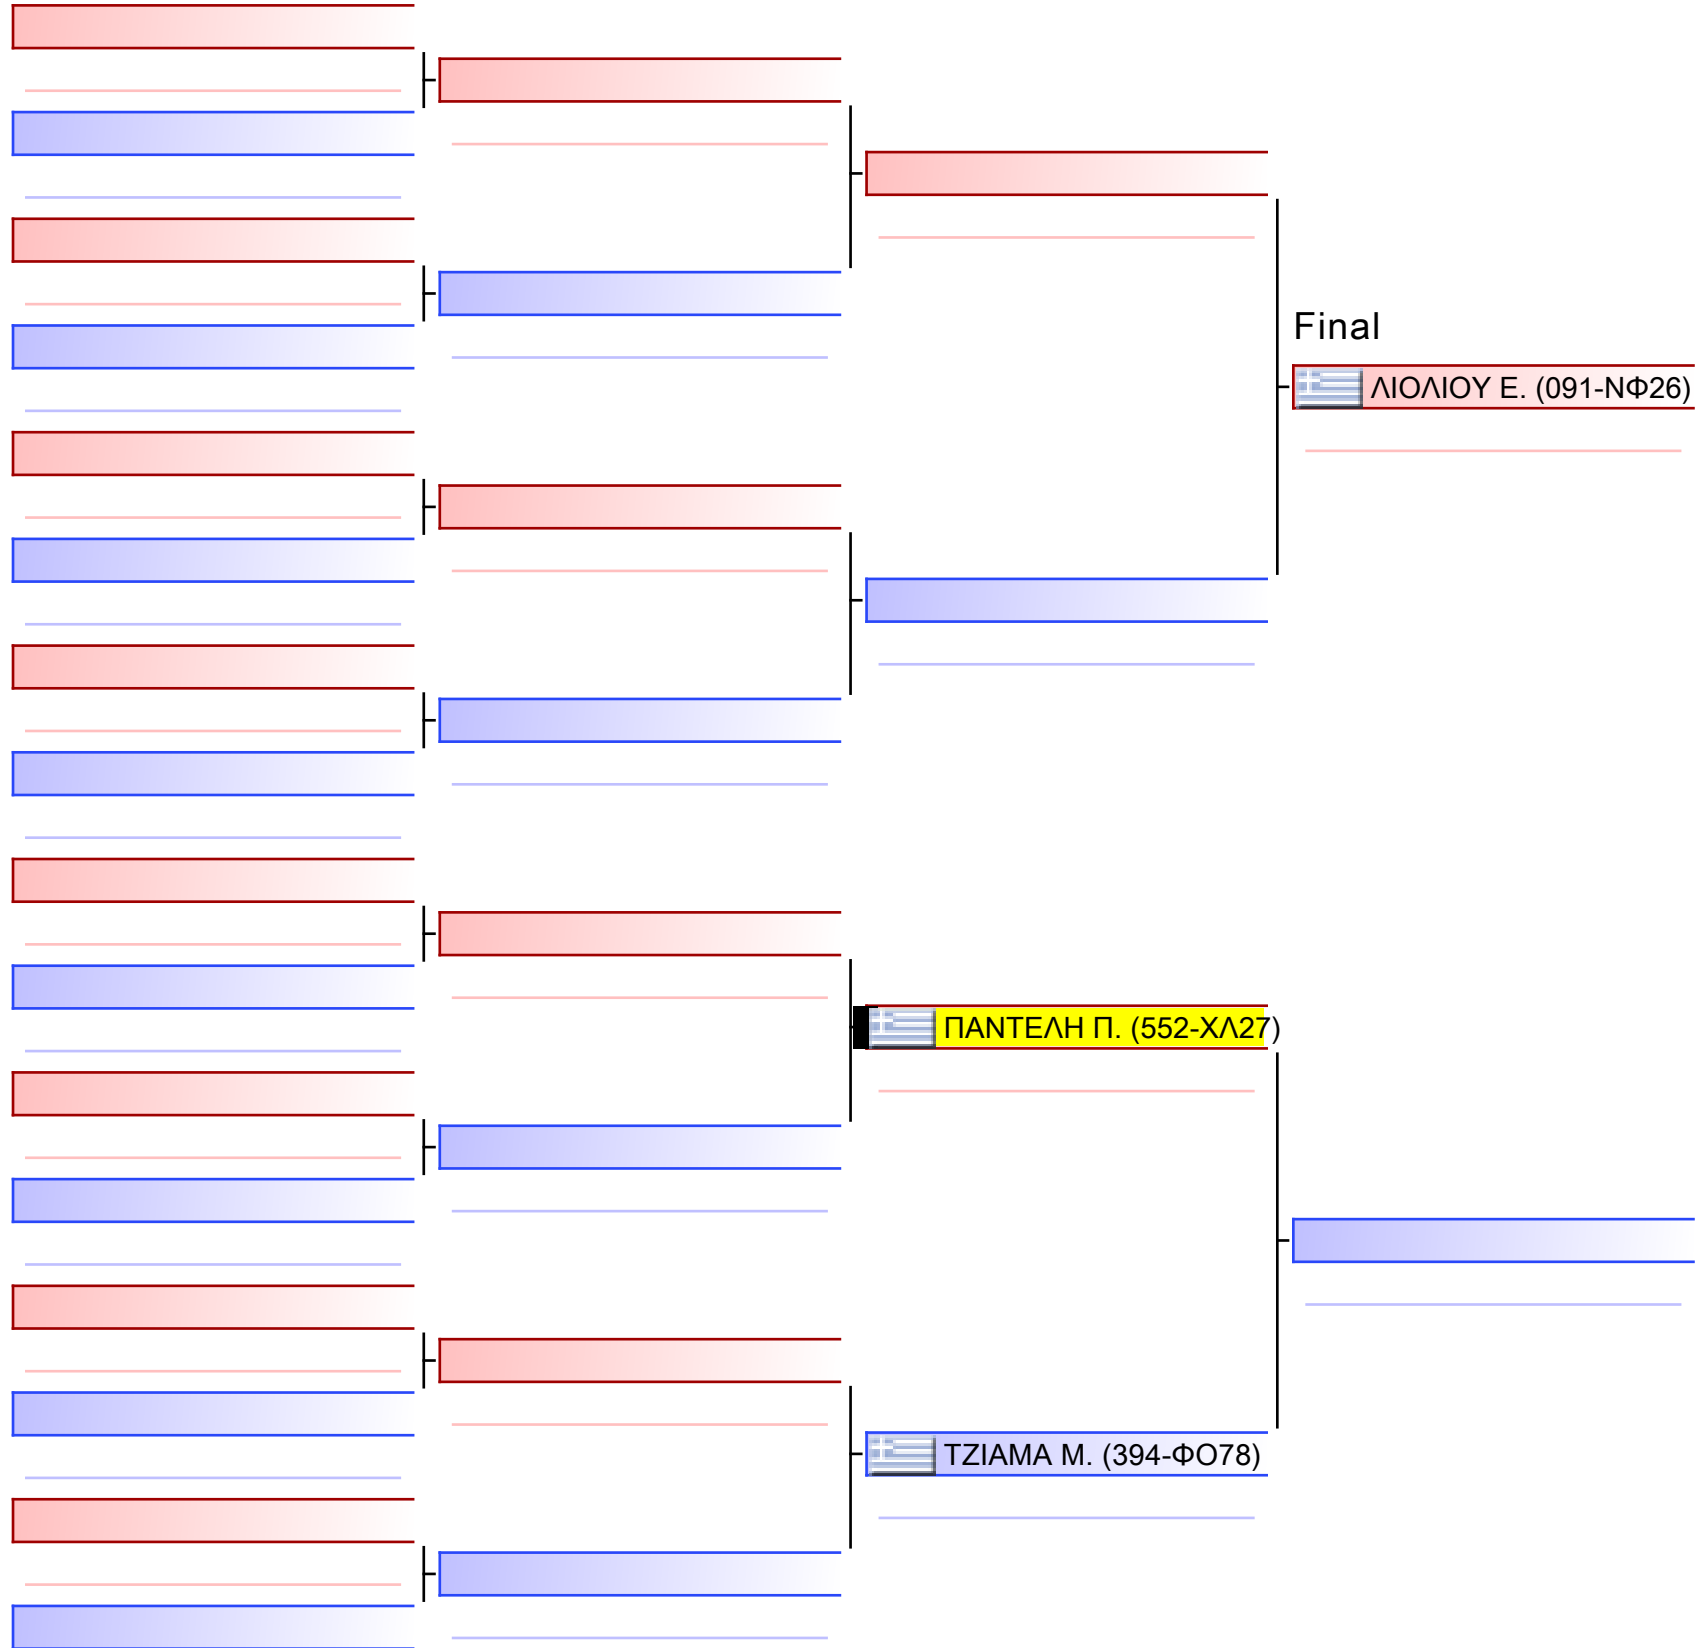 Final
ΛΙΟΛΙΟΥ Ε. (091-ΝΦ26)
ΠΑΝΤΕΛΗ Π. (552-ΧΛ27)
ΤΖΙΑΜΑ Μ. (394-ΦΟ78)